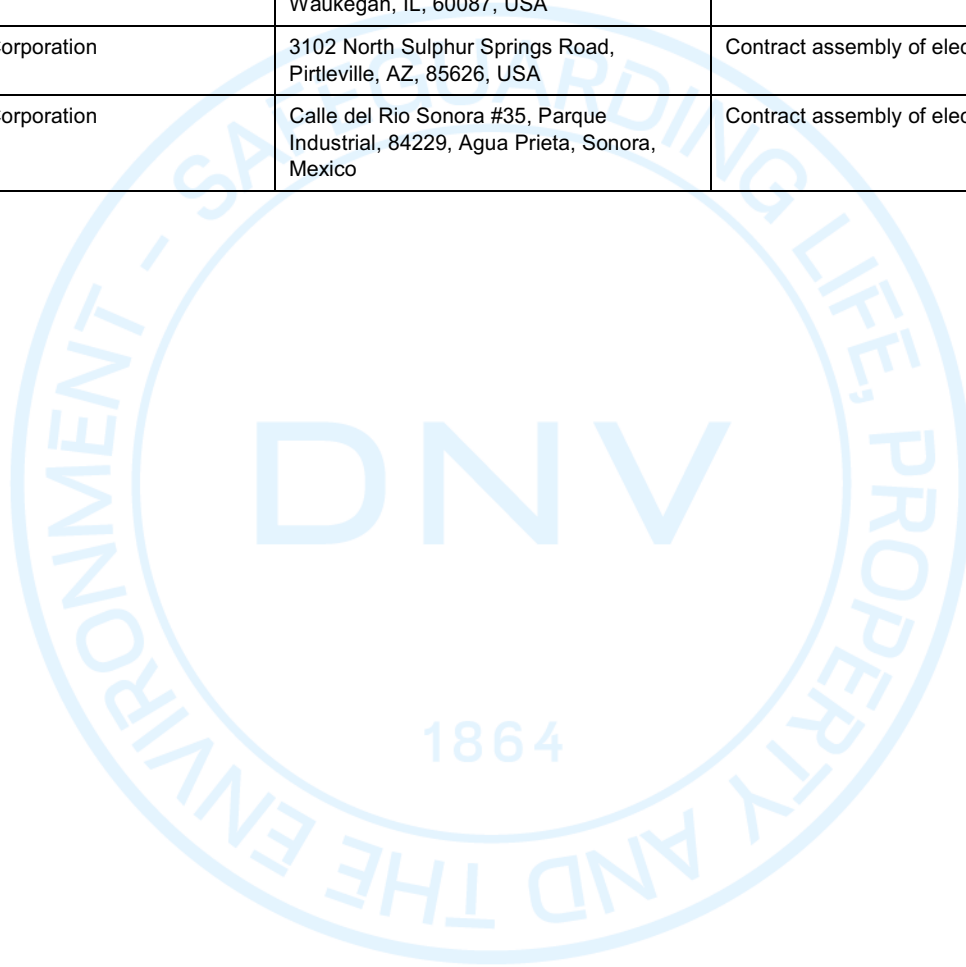 Waukegan, IL, 60087, USA
Corporation
3102 North Sulphur Springs Road,
Pirtleville, AZ, 85626, USA
Contract assembly of elec
Corporation
Calle del Rio Sonora #35, Parque
Industrial, 84229, Agua Prieta, Sonora,
Mexico
Contract assembly of elec
SAFEGUARDING LIFE, PROPERTY AND THE ENVIRONMENT -
DNV
1864